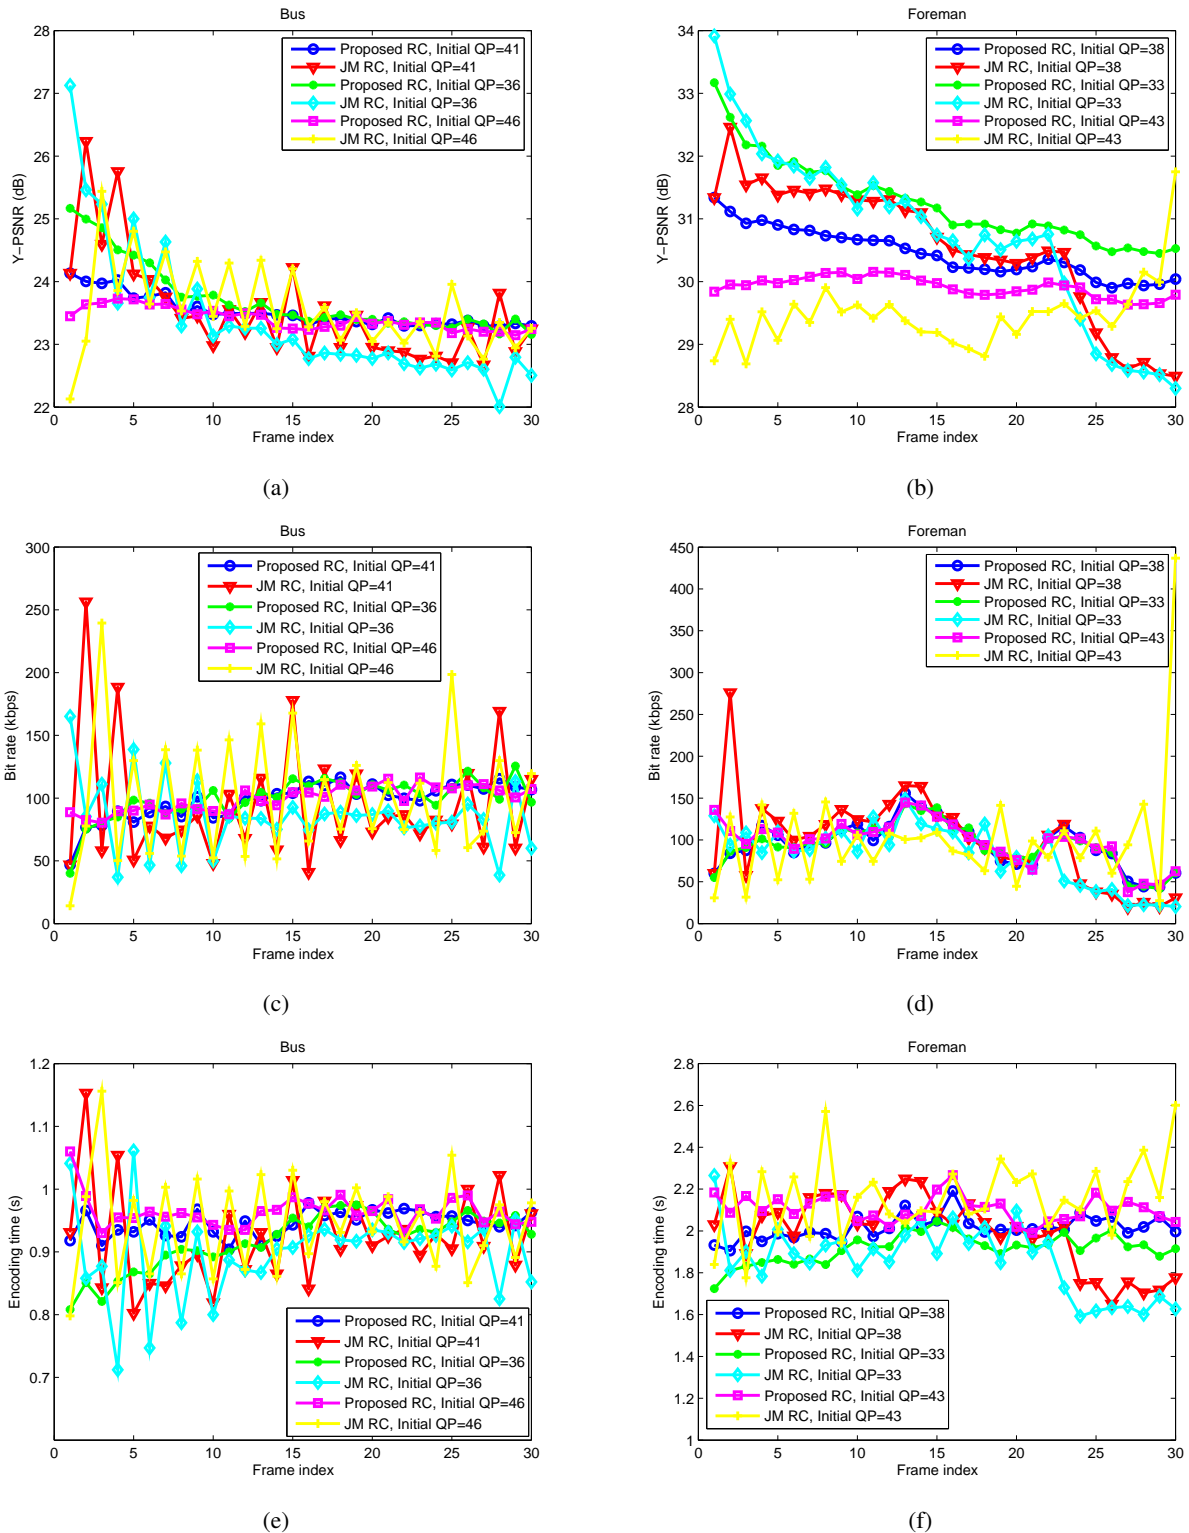 Bus
28
27
26
25
24
23
22
Y−PSNR (dB)
Proposed RC, Initial QP=41
JM RC, Initial QP=41
Proposed RC, Initial QP=36
JM RC, Initial QP=36
Proposed RC, Initial QP=46
JM RC, Initial QP=46
0 5 10 15 20 25 30
Frame index
(a)
Foreman
34
33
32
31
30
29
28
Y−PSNR (dB)
Proposed RC, Initial QP=38
JM RC, Initial QP=38
Proposed RC, Initial QP=33
JM RC, Initial QP=33
Proposed RC, Initial QP=43
JM RC, Initial QP=43
0 5 10 15 20 25 30
Frame index
(b)
Bus
300
250
200
150
100
50
0
Bit rate (kbps)
Proposed RC, Initial QP=41
JM RC, Initial QP=41
Proposed RC, Initial QP=36
JM RC, Initial QP=36
Proposed RC, Initial QP=46
JM RC, Initial QP=46
0 5 10 15 20 25 30
Frame index
(c)
Foreman
450
400
350
300
250
200
150
100
50
0
Bit rate (kbps)
Proposed RC, Initial QP=38
JM RC, Initial QP=38
Proposed RC, Initial QP=33
JM RC, Initial QP=33
Proposed RC, Initial QP=43
JM RC, Initial QP=43
0 5 10 15 20 25 30
Frame index
(d)
Bus
1.2
1.1
1
0.9
0.8
0.7
Encoding time (s)
Proposed RC, Initial QP=41
JM RC, Initial QP=41
Proposed RC, Initial QP=36
JM RC, Initial QP=36
Proposed RC, Initial QP=46
JM RC, Initial QP=46
0 5 10 15 20 25 30
Frame index
(e)
Foreman
2.8
2.6
2.4
2.2
2
1.8
1.6
1.4
1.2
1
Encoding time (s)
Proposed RC, Initial QP=38
JM RC, Initial QP=38
Proposed RC, Initial QP=33
JM RC, Initial QP=33
Proposed RC, Initial QP=43
JM RC, Initial QP=43
0 5 10 15 20 25 30
Frame index
(f)